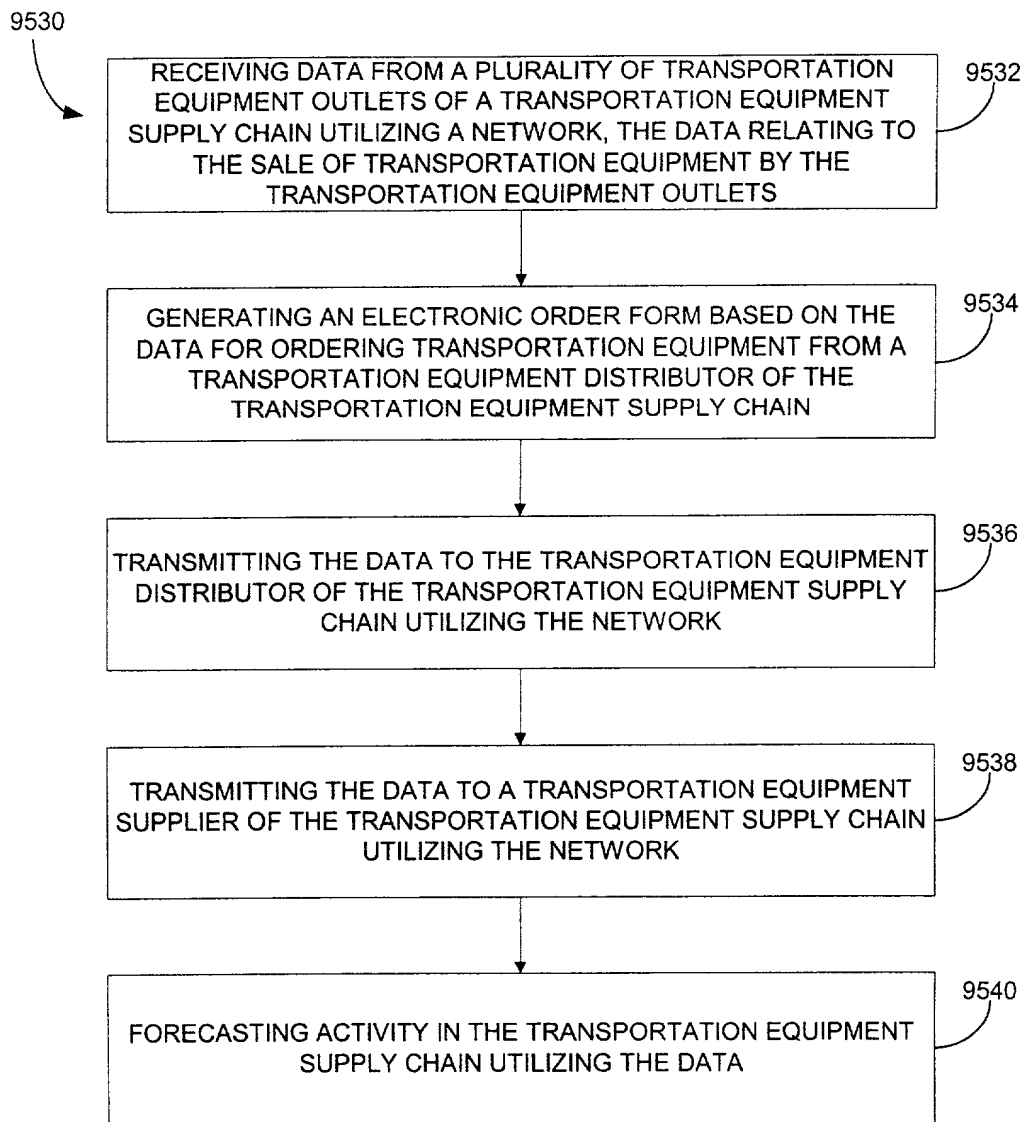 9530
RECEIVING DATA FROM A PLURALITY OF TRANSPORTATION
EQUIPMENT OUTLETS OF A TRANSPORTATION EQUIPMENT
SUPPLY CHAIN UTILIZING A NETWORK, THE DATA RELATING TO
THE SALE OF TRANSPORTATION EQUIPMENT BY THE
TRANSPORTATION EQUIPMENT OUTLETS
9532
GENERATING AN ELECTRONIC ORDER FORM BASED ON THE
DATA FOR ORDERING TRANSPORTATION EQUIPMENT FROM A
TRANSPORTATION EQUIPMENT DISTRIBUTOR OF THE
TRANSPORTATION EQUIPMENT SUPPLY CHAIN
9534
TRANSMITTING THE DATA TO THE TRANSPORTATION EQUIPMENT
DISTRIBUTOR OF THE TRANSPORTATION EQUIPMENT SUPPLY
CHAIN UTILIZING THE NETWORK
9536
TRANSMITTING THE DATA TO A TRANSPORTATION EQUIPMENT
SUPPLIER OF THE TRANSPORTATION EQUIPMENT SUPPLY CHAIN
UTILIZING THE NETWORK
9538
FORECASTING ACTIVITY IN THE TRANSPORTATION EQUIPMENT
SUPPLY CHAIN UTILIZING THE DATA
9540